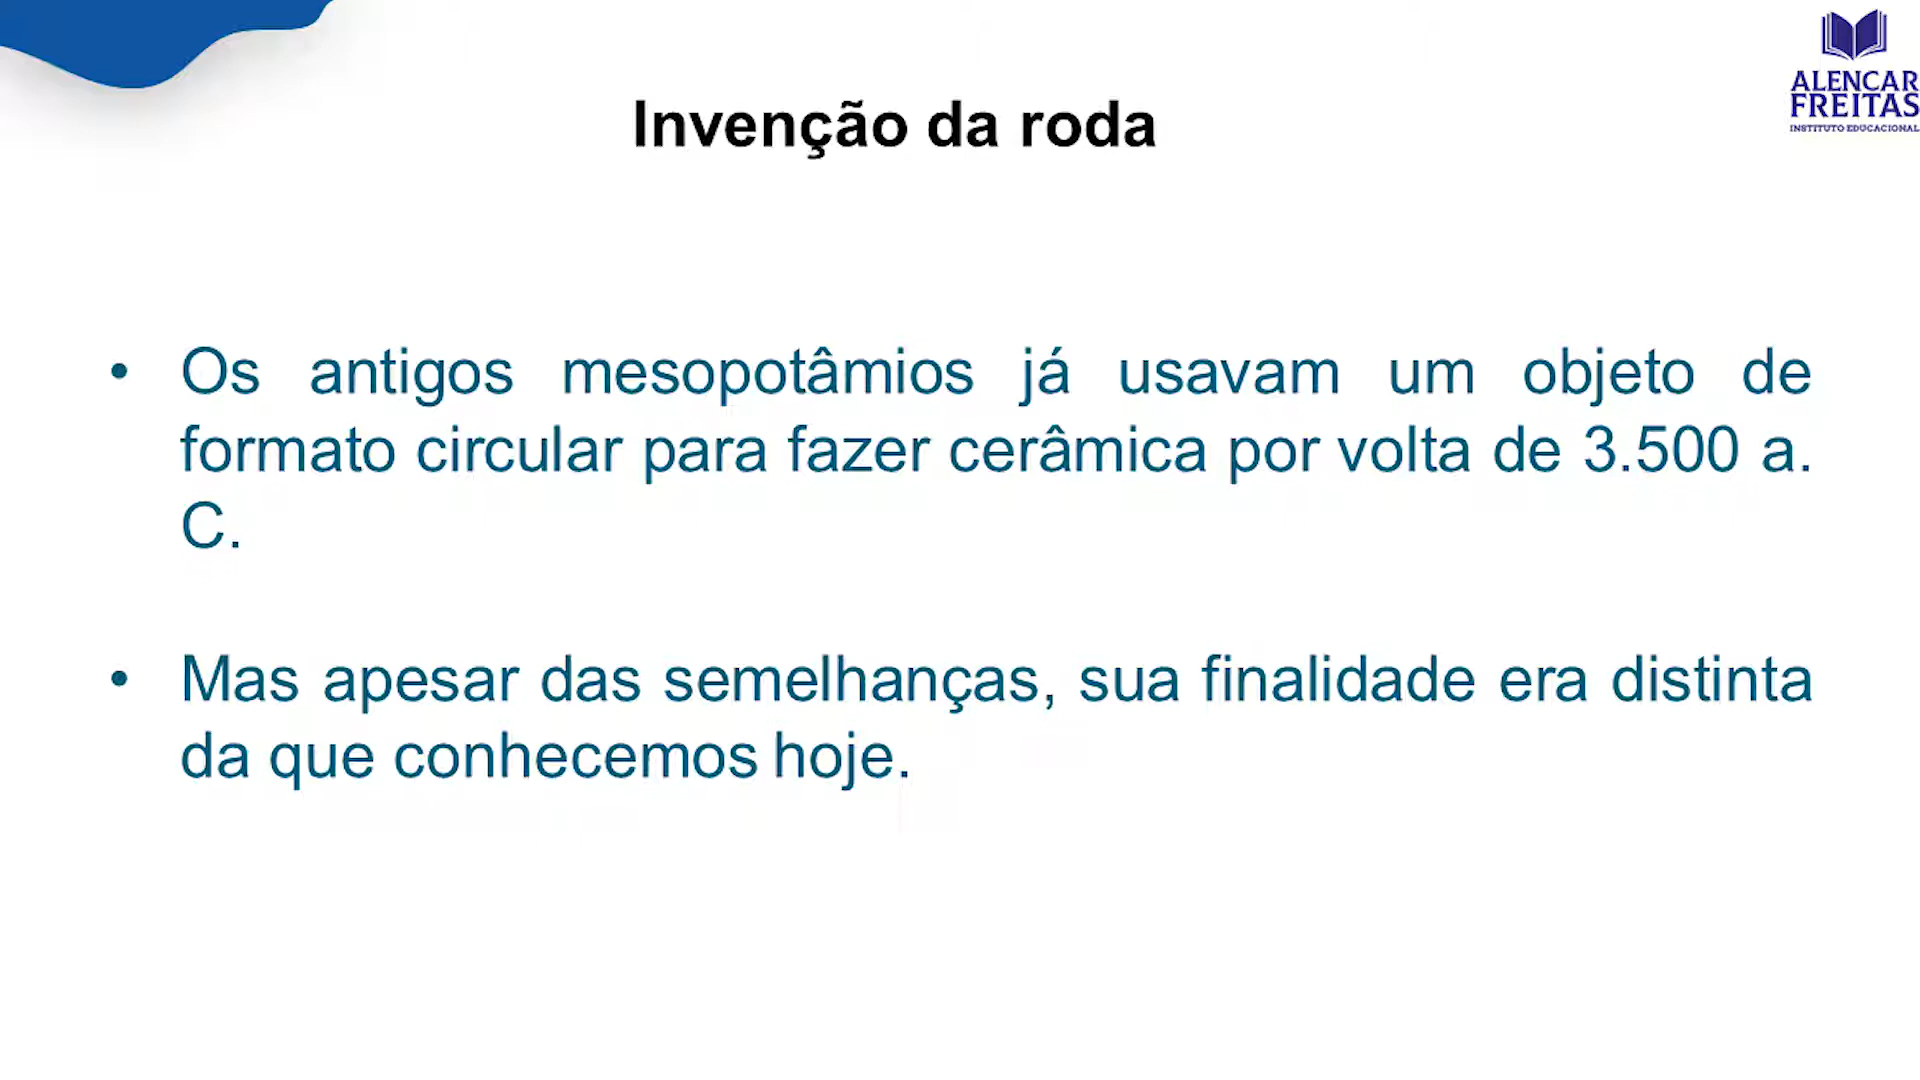 ALENCAR
FREITAS
INSTITUTO EDUCACIONAL
Invenção da roda
• Os antigos mesopotâmios já usavam um objeto de
formato circular para fazer cerâmica por volta de 3.500 a.
C.
• Mas apesar das semelhanças, sua finalidade era distinta
da que conhecemos hoje.